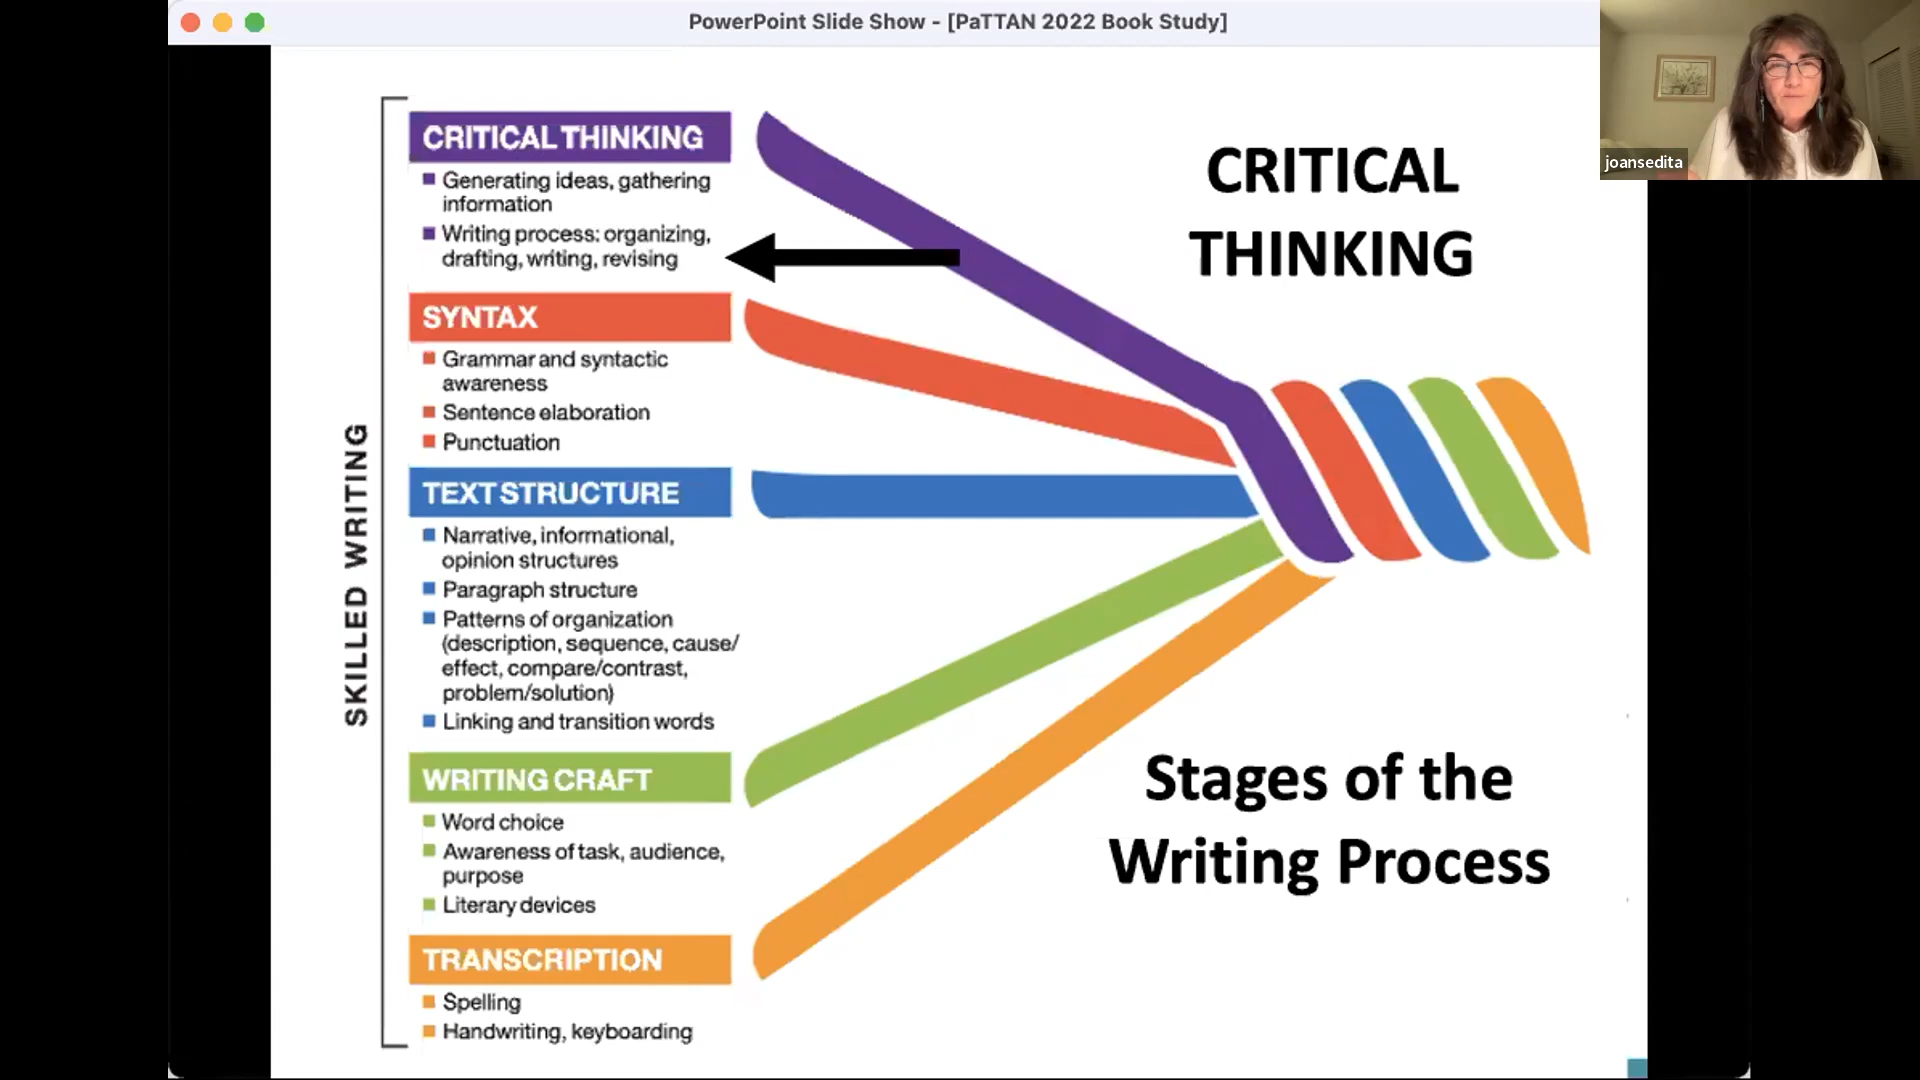 PowerPoint Slide Show - [PaTTAN 2022 Book Study]
joansedita
SKILLED WRITING
CRITICAL THINKING
Generating ideas, gathering
information
Writing process: organizing,
drafting, writing, revising
SYNTAX
Grammar and syntactic
awareness
Sentence elaboration
Punctuation
TEXT STRUCTURE
Narrative, informational,
opinion structures
Paragraph structure
Patterns of organization
(description, sequence, cause/
effect, compare/contrast,
problem/solution)
Linking and transition words
WRITING CRAFT
Word choice
Awareness of task, audience,
purpose
Literary devices
TRANSCRIPTION
Spelling
Handwriting, keyboarding
CRITICAL
THINKING
Stages of the
Writing Process